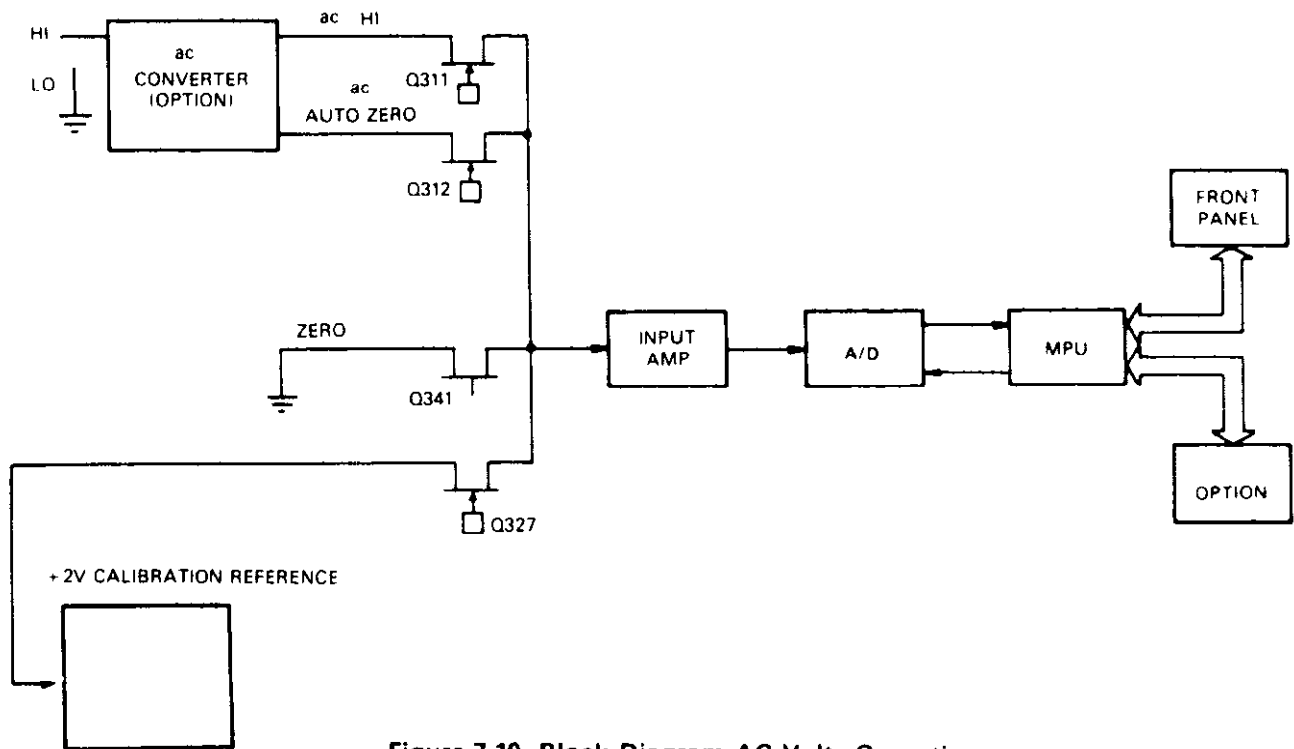 ac HI
HI
ac
CONVERTER
(OPTION)
LO
Q311
ac
AUTO ZERO
Q312
FRONT
PANEL
ZERO
INPUT
AMP
A/D
MPU
Q341
OPTION
Q327
+ 2V CALIBRATION REFERENCE